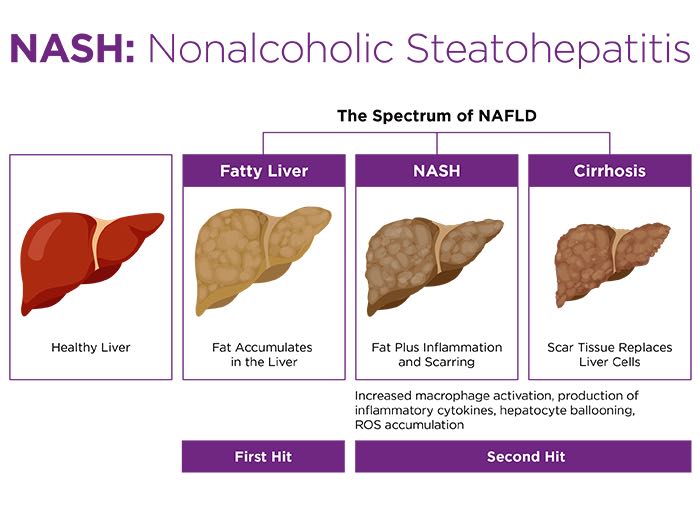 NASH: Nonalcoholic Steatohepatitis
The Spectrum of NAFLD
Fatty Liver
NASH
Cirrhosis
Healthy Liver
Fat Accumulates
in the Liver
Fat Plus Inflammation
and Scarring
Scar Tissue Replaces
Liver Cells
Increased macrophage activation, production of
inflammatory cytokines, hepatocyte ballooning,
ROS accumulation
First Hit
Second Hit